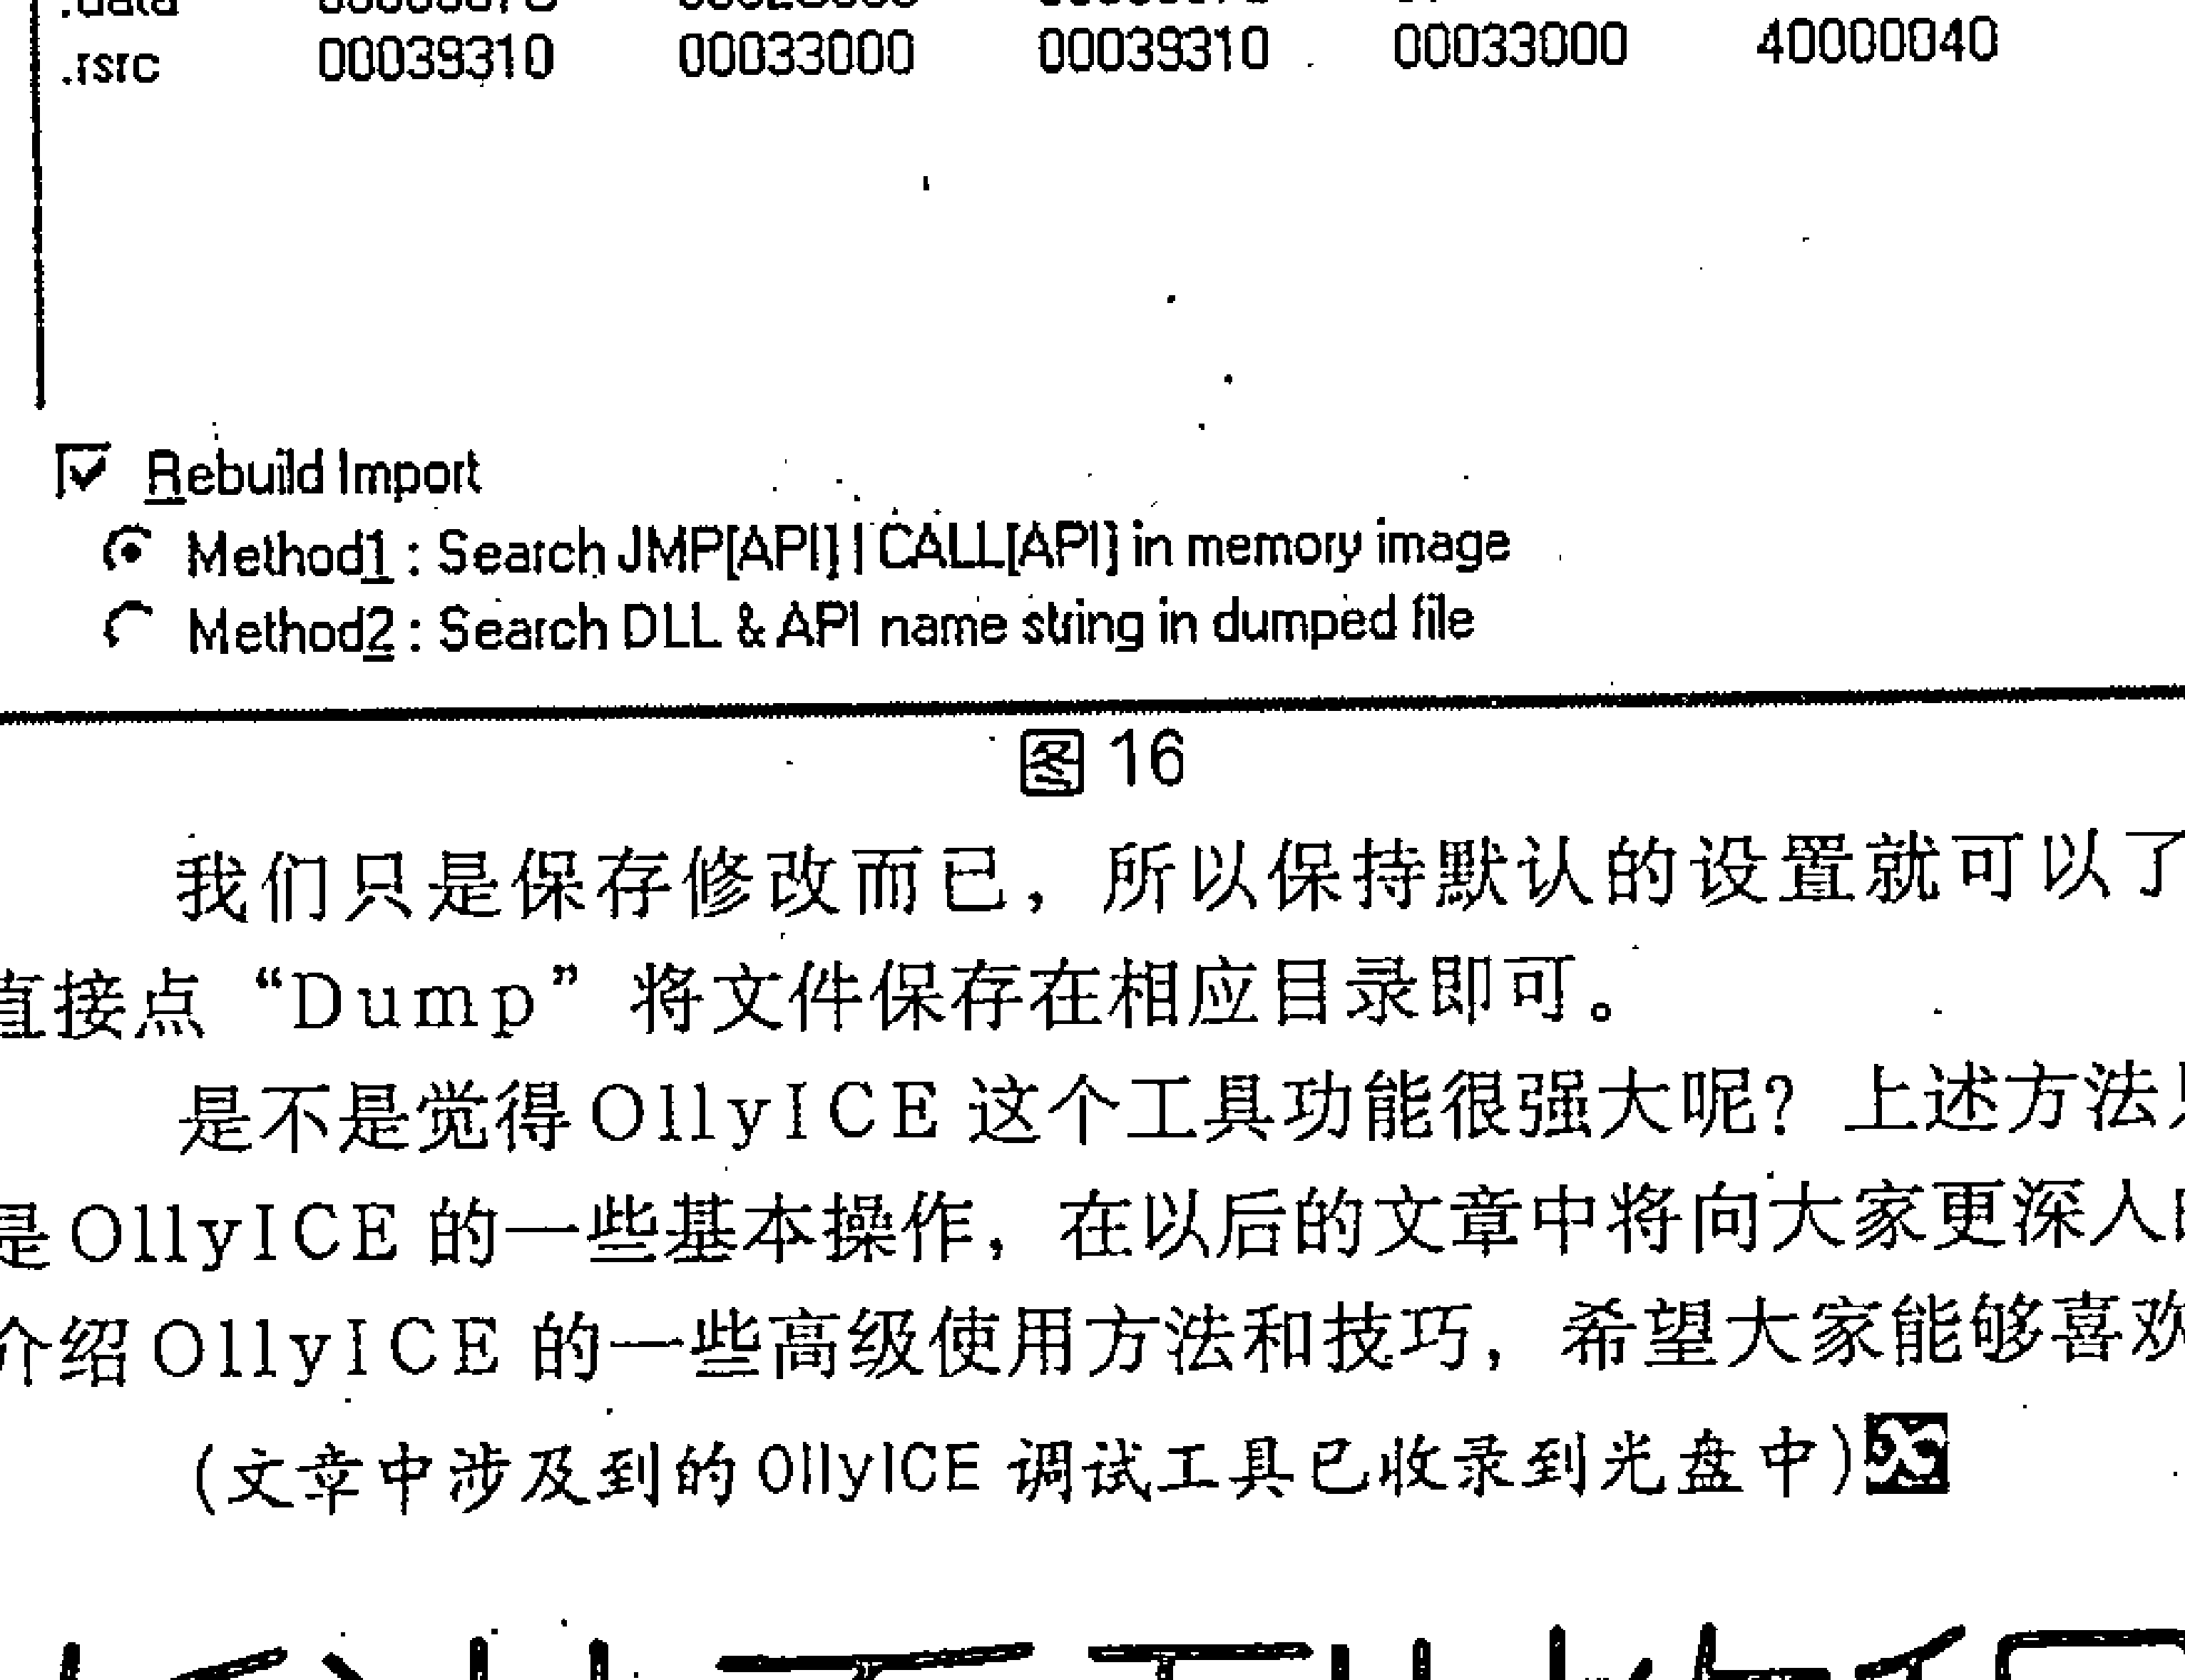 .rsrc 00039310 00033000 00039310 00033000 40000040
Rebuild Import
Method1 : Search JMP[API] | CALL[API] in memory image
Method2 : Search DLL & API name string in dumped file
图 16
我们只是保存修改而已，所以保持默认的设置就可以了
直接点“Dump”将文件保存在相应目录即可。
是不是觉得OllyICE 这个工具功能很强大呢？上述方法只
是OllyICE 的一些基本操作，在以后的文章中将向大家更深入的
介绍OllyICE 的一些高级使用方法和技巧，希望大家能够喜欢
(文章中涉及到的OllyICE 调试工具已收录到光盘中)